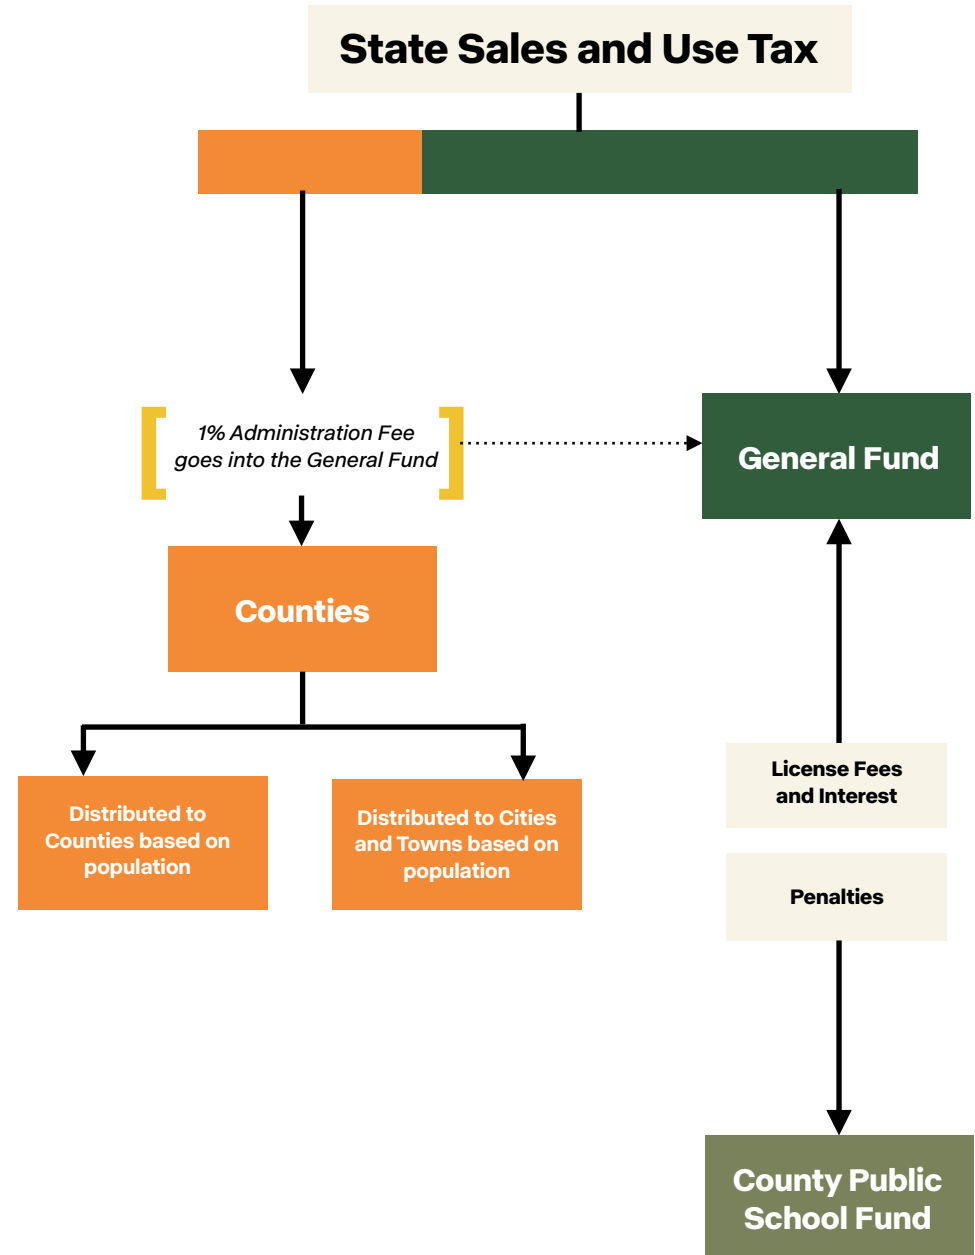 State Sales and Use Tax
1% Administration Fee
goes into the General Fund
General Fund
Counties
Distributed to
Counties based on
population
Distributed to Cities
and Towns based on
population
License Fees
and Interest
Penalties
County Public
School Fund